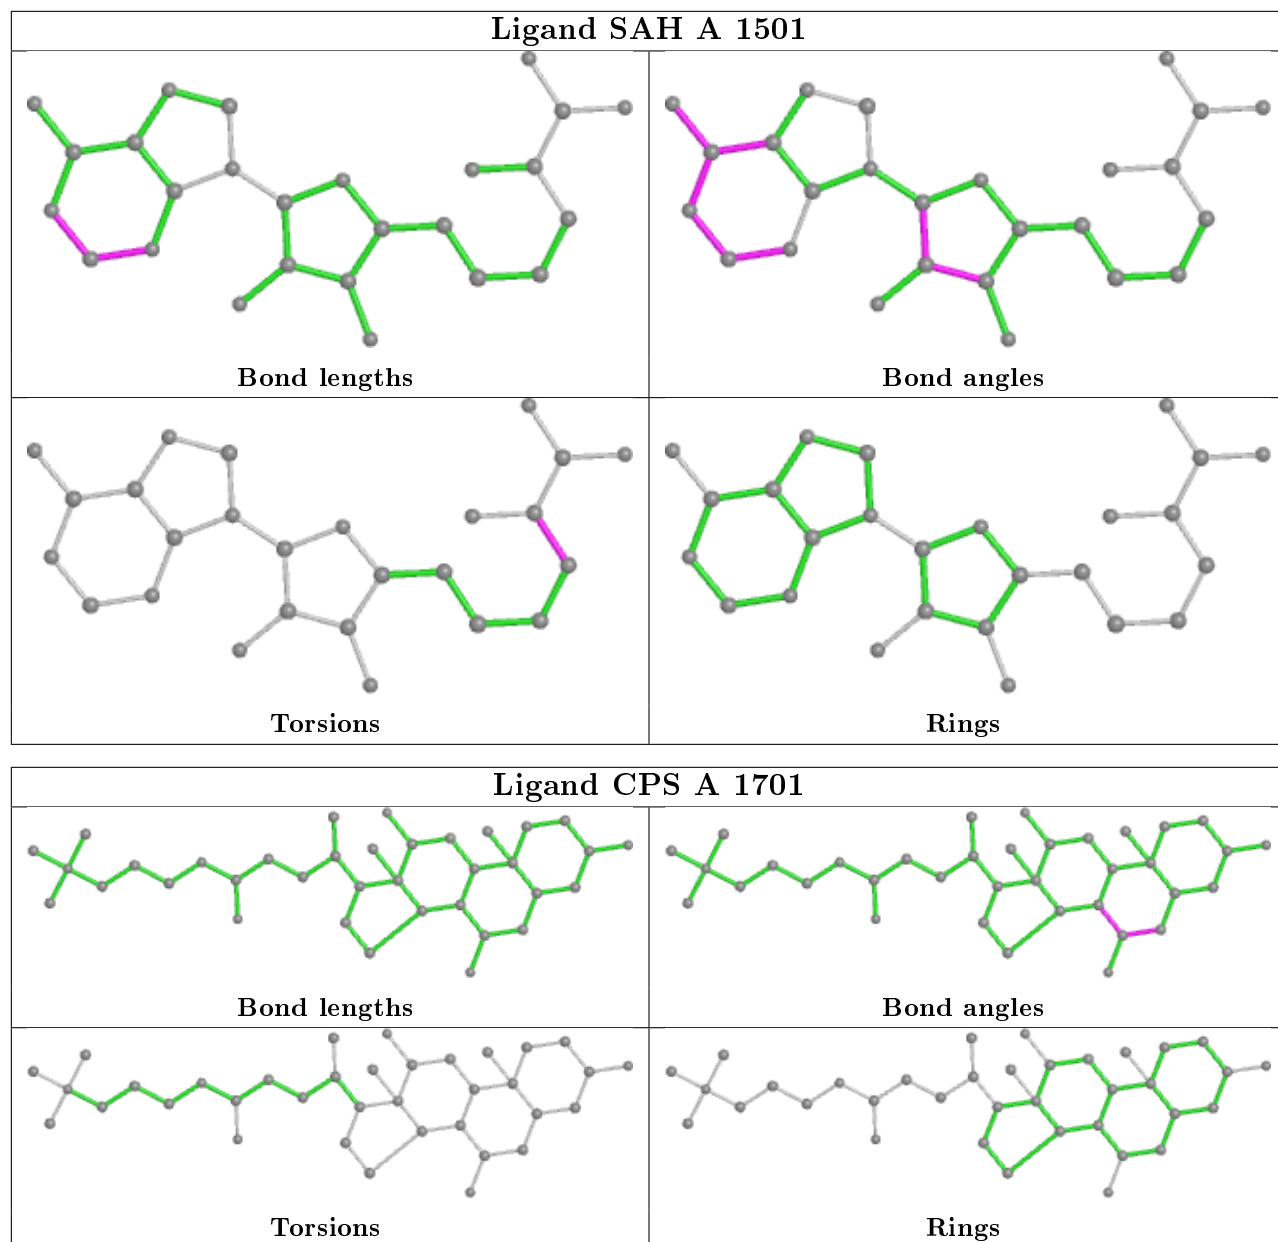 Ligand SAH A 1501
Bond lengths
Bond angles
Torsions
Rings
Ligand CPS A 1701
Bond lengths
Bond angles
Torsions
Rings